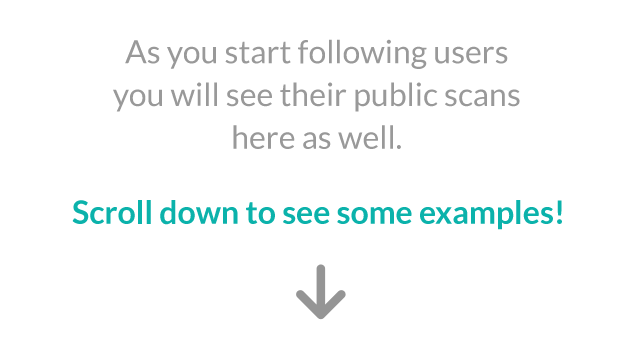 As you start following users
you will see their public scans
here as well.
Scroll down to see some examples!